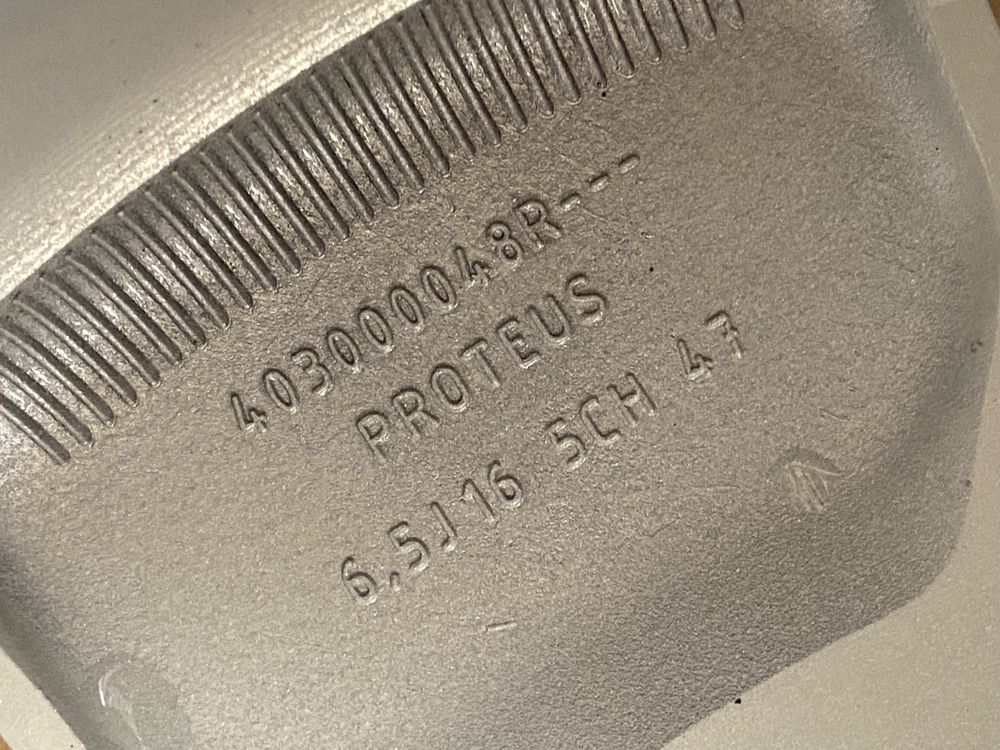 403000048R---
PROTEUS
6,5J16 5CH 47